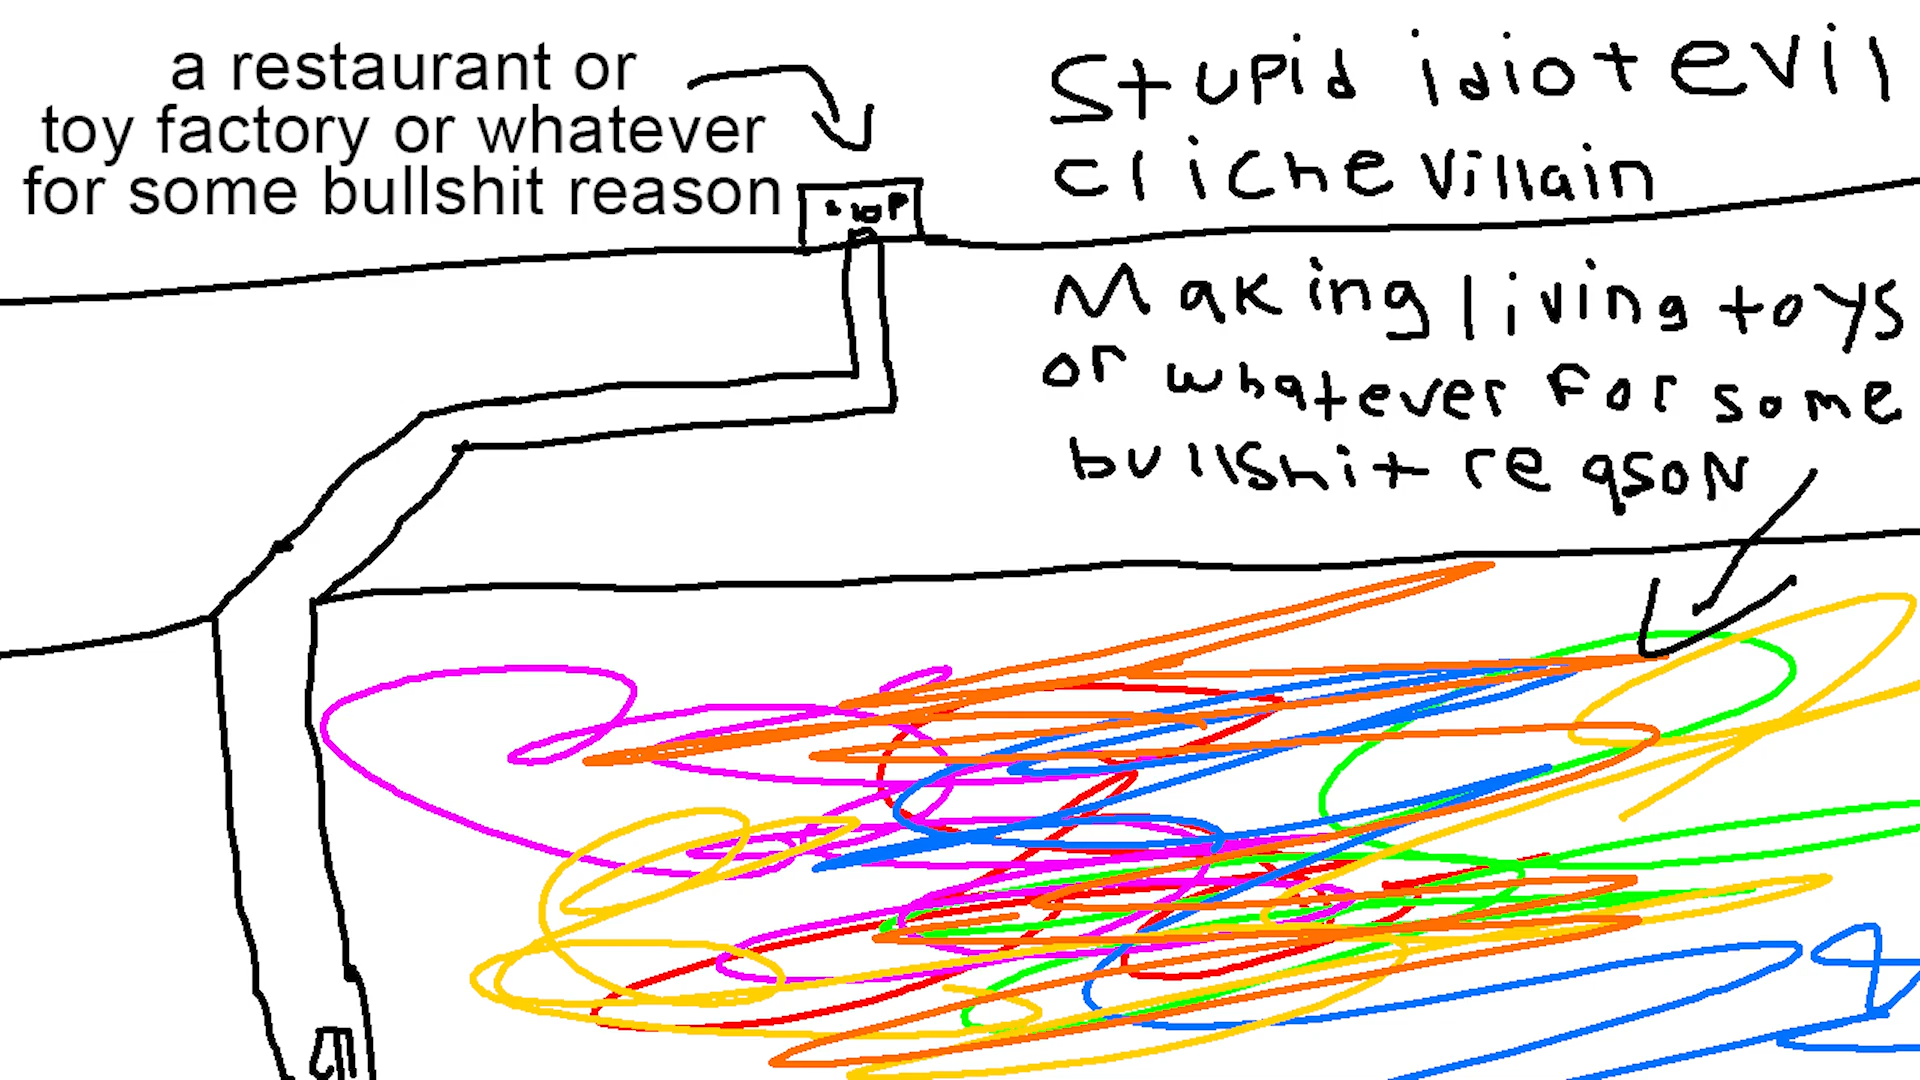 a restaurant or
toy factory or whatever
for some bullshit reason
Stupid idiot evil
cliche villain
Making living toys
or whatever for some
bullshit reason